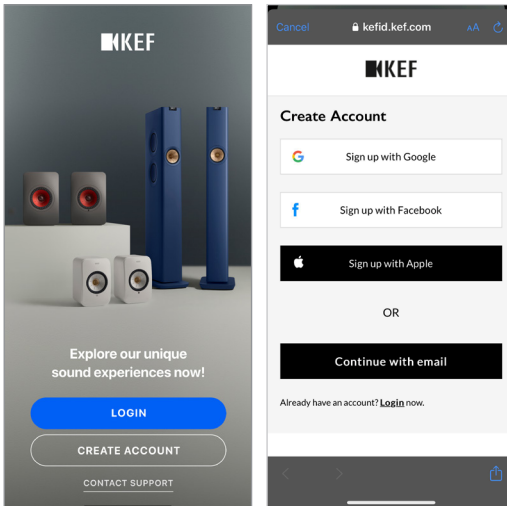 KEF
Explore our unique
sound experiences now!
LOGIN
CREATE ACCOUNT
CONTACT SUPPORT
Cancel
kefid.kef.com
AA
KEF
Create Account
Sign up with Google
Sign up with Facebook
Sign up with Apple
OR
Continue with email
Already have an account? Login now.